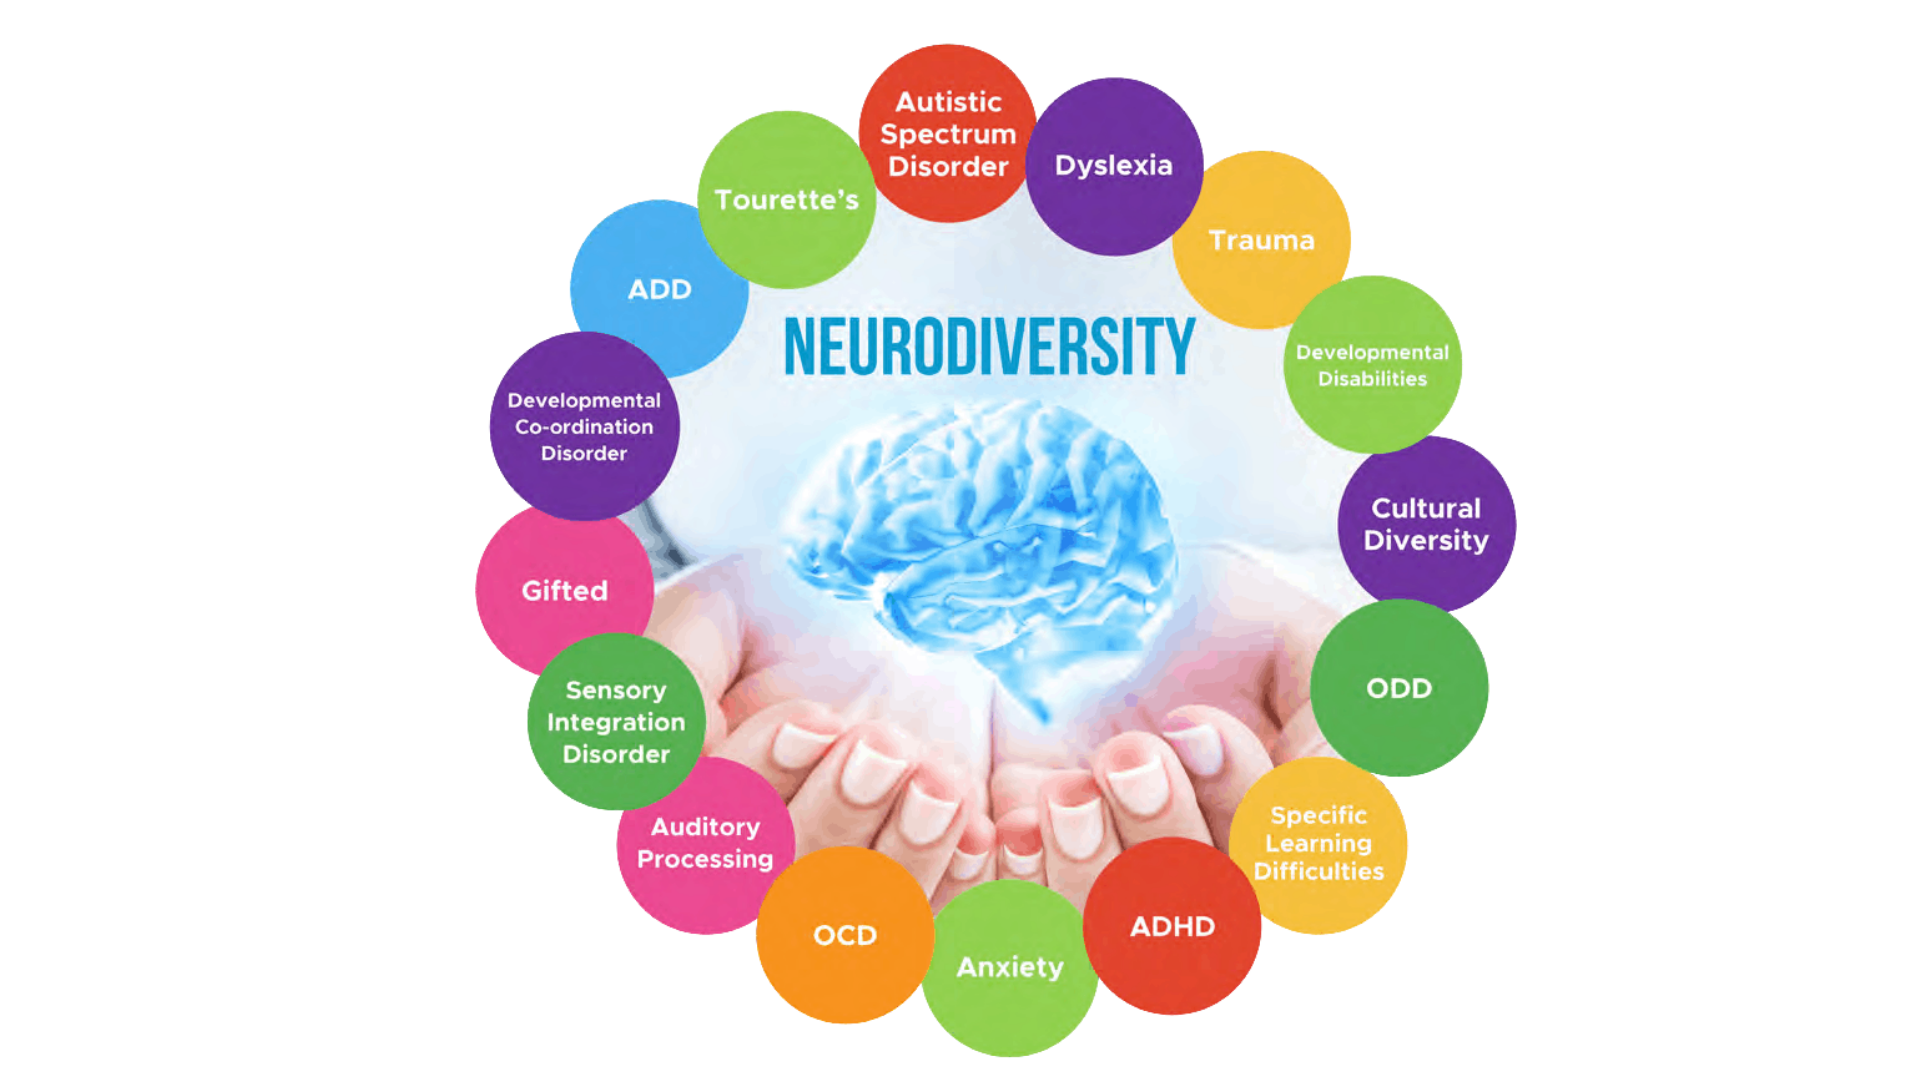 Autistic
Spectrum
Disorder
Dyslexia
Trauma
Developmental
Disabilities
Cultural
Diversity
ODD
Specific
Learning
Difficulties
ADHD
Anxiety
OCD
Auditory
Processing
Sensory
Integration
Disorder
Gifted
Developmental
Co-ordination
Disorder
ADD
Tourette's
NEURODIVERSITY